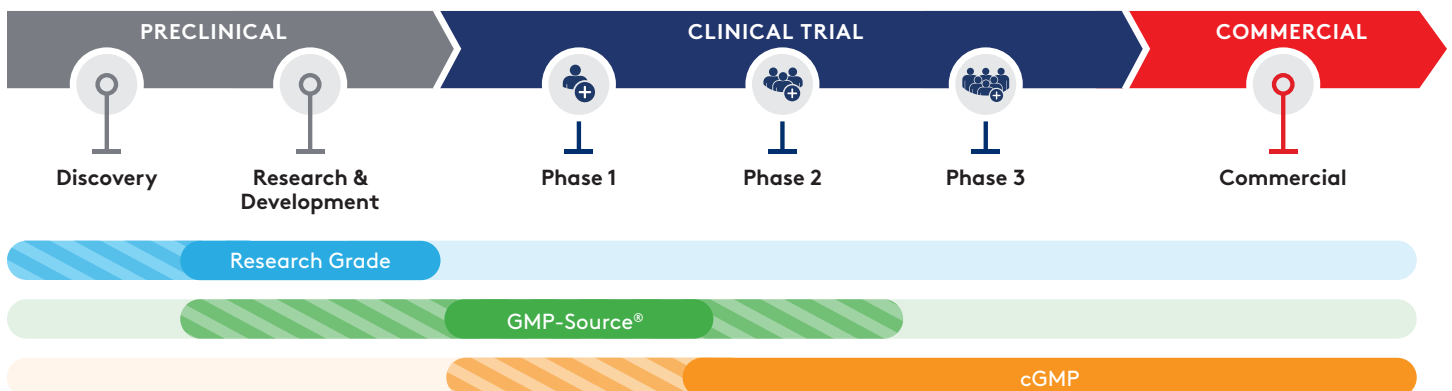 PRECLINICAL
CLINICAL TRIAL
COMMERCIAL
Discovery
Research &
Development
Phase 1
Phase 2
Phase 3
Commercial
Research Grade
GMP-Source®
cGMP